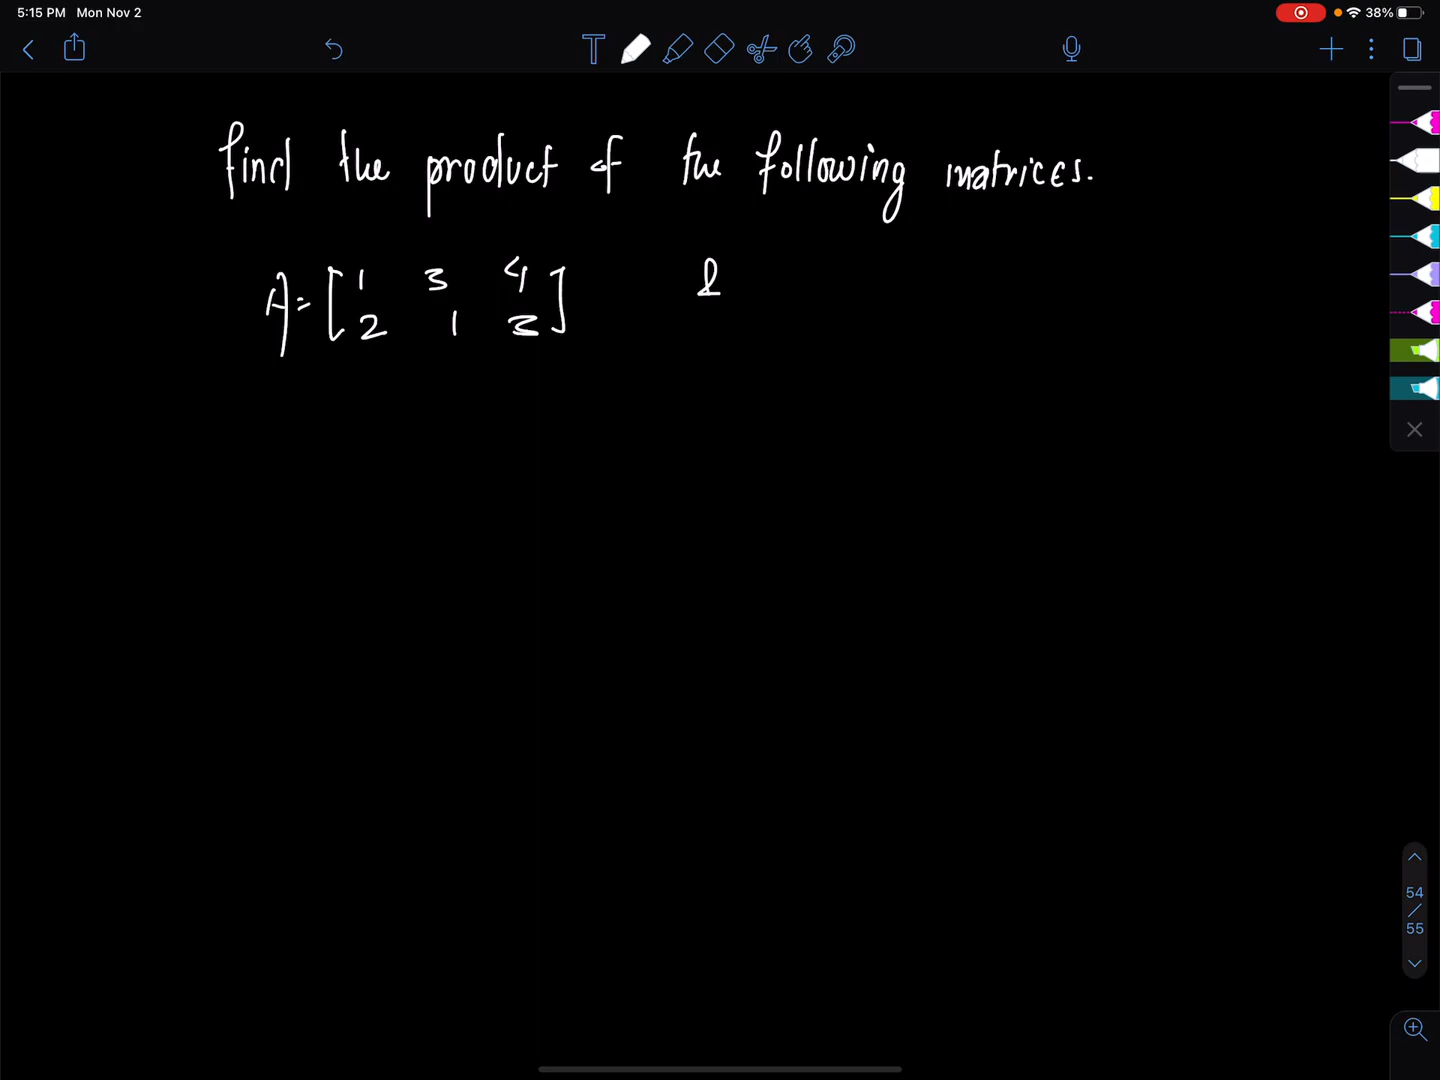 5:15 PM Mon Nov 2
38%
find the product of the following matrices.
A = [ 1 3 4
2 1 3 ] &
54
55